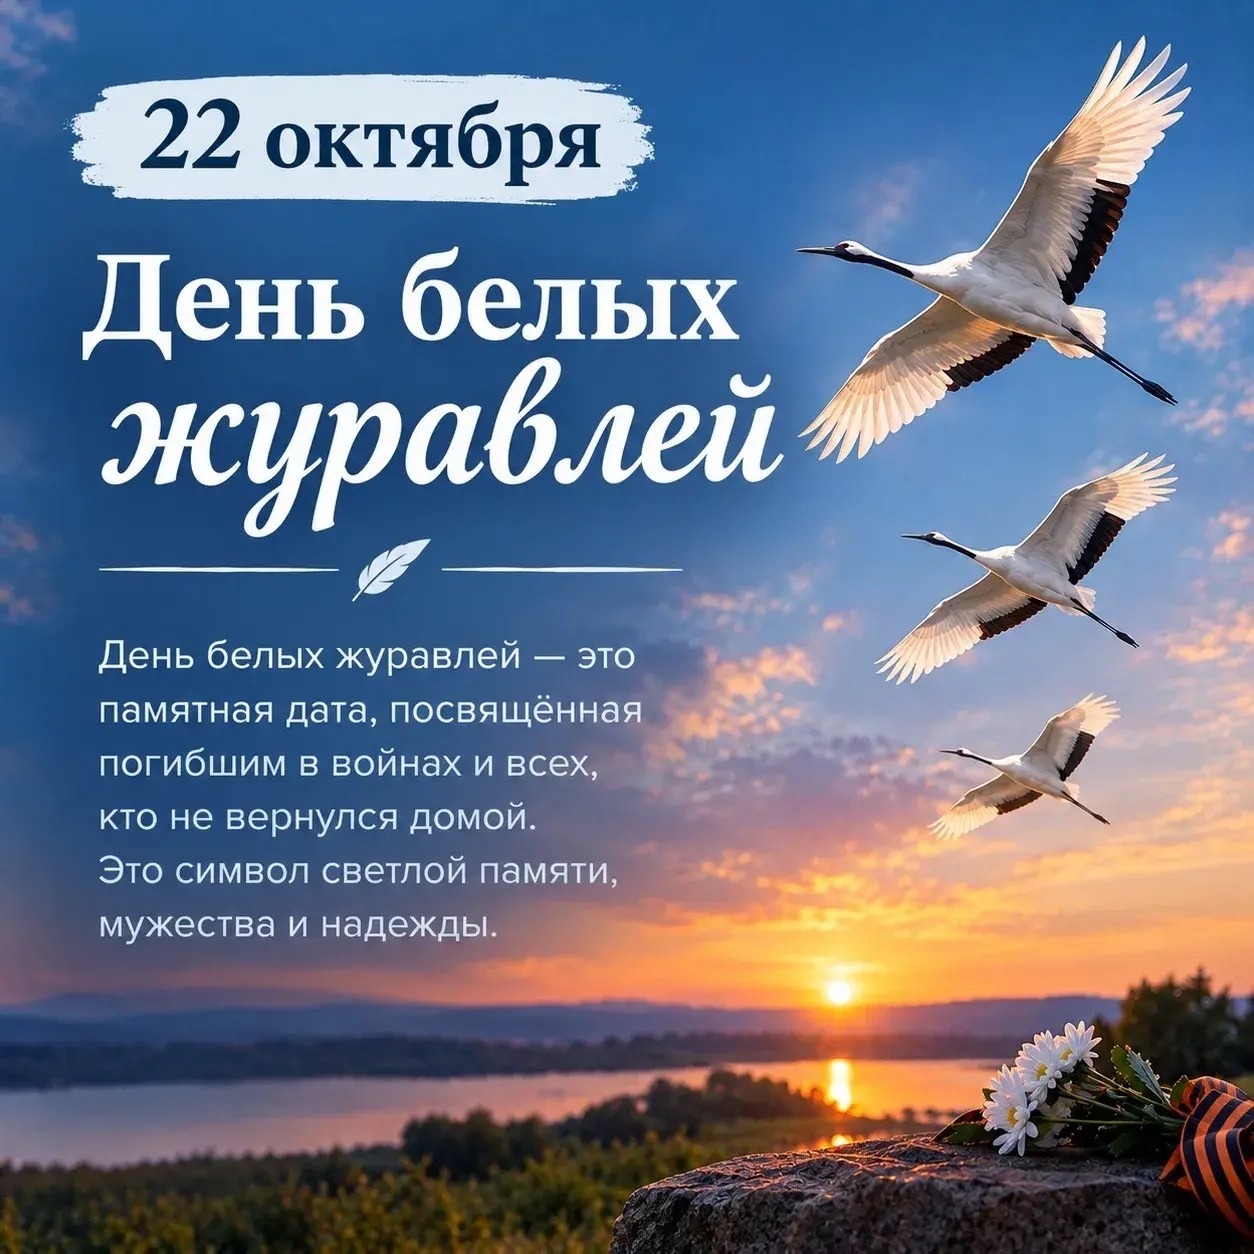 22 октября
День белых
журавлей
День белых журавлей — это
памятная дата, посвящённая
погибшим в войнах и всех,
кто не вернулся домой.
Это символ светлой памяти,
мужества и надежды.